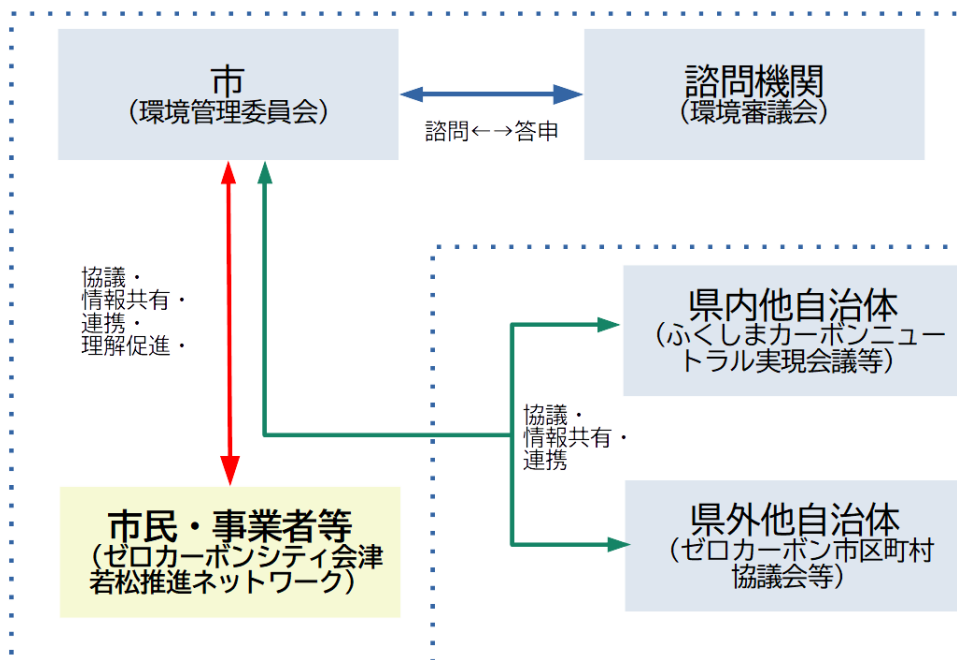 市
（環境管理委員会）
諮問←→答申
諮問機関
（環境審議会）
協議・
情報共有・
連携・
理解促進・
県内他自治体
（ふくしまカーボンニュー
トラル実現会議等）
協議・
情報共有・
連携
市民・事業者等
（ゼロカーボンシティ会津
若松推進ネットワーク）
県外他自治体
（ゼロカーボン市区町村
協議会等）